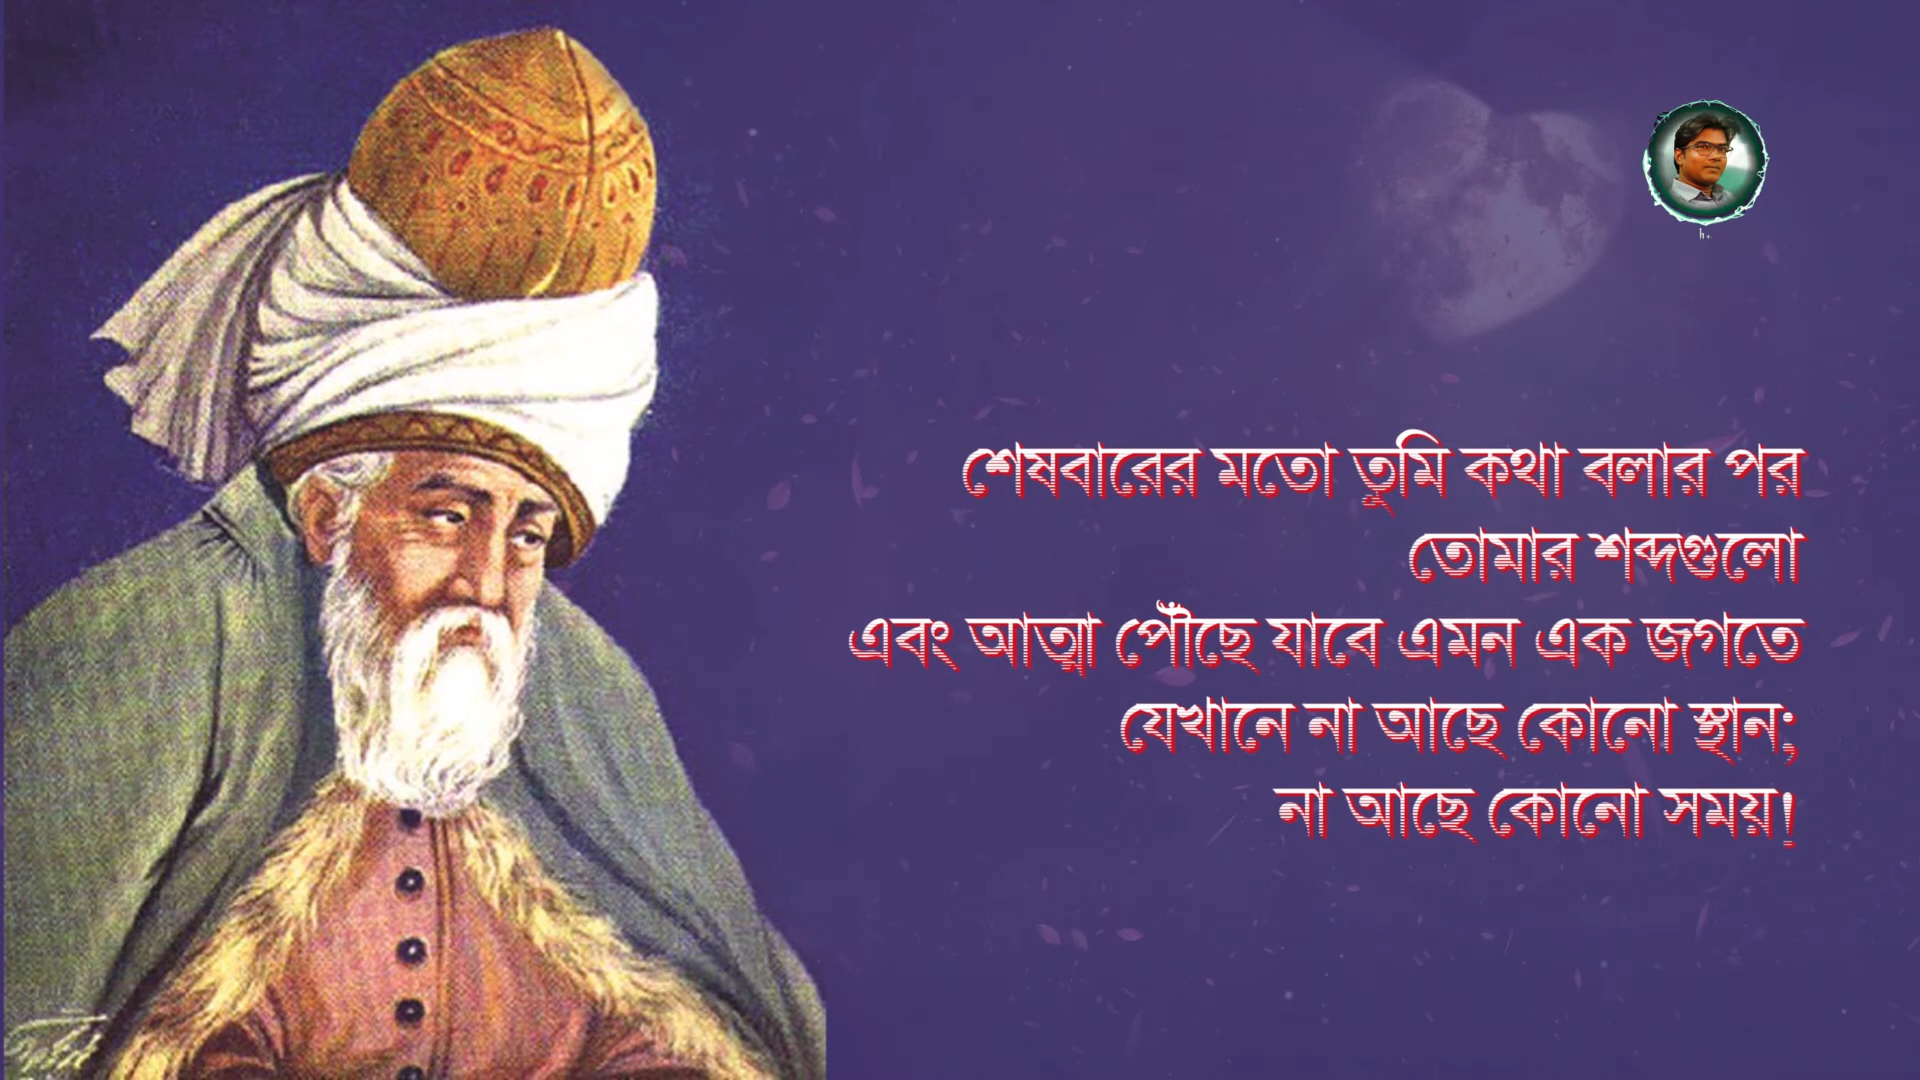 শেষবারের মতো তুমি কথা বলার পর
তোমার শব্দগুলো
এবং আত্মা পৌঁছে যাবে এমন এক জগতে
যেখানে না আছে কোনো স্থান;
না আছে কোনো সময়!